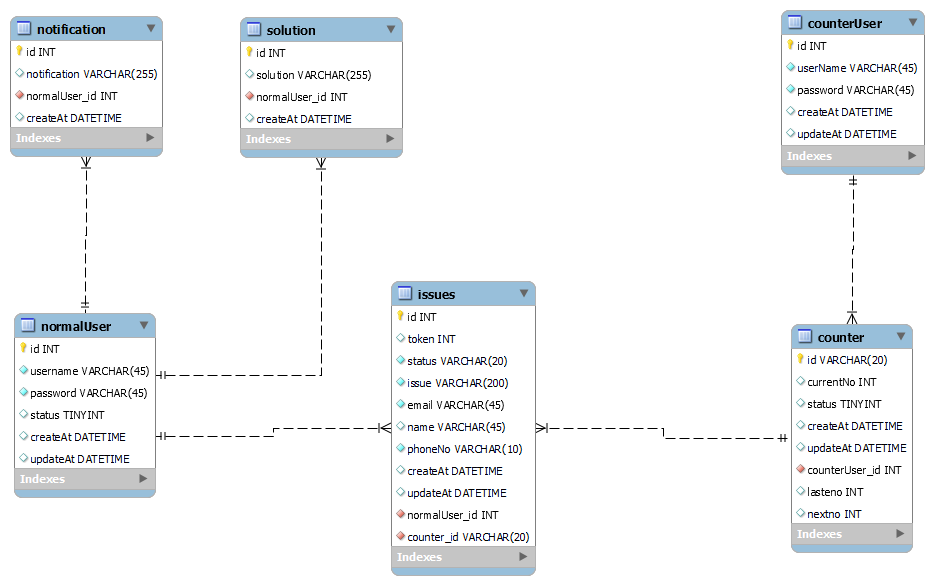 notification
id INT
notification VARCHAR(255)
normalUser_id INT
createAt DATETIME
Indexes
solution
id INT
solution VARCHAR(255)
normalUser_id INT
createAt DATETIME
Indexes
counterUser
id INT
userName VARCHAR(45)
password VARCHAR(45)
createAt DATETIME
updateAt DATETIME
Indexes
normalUser
id INT
username VARCHAR(45)
password VARCHAR(45)
status TINYINT
createAt DATETIME
updateAt DATETIME
Indexes
issues
id INT
token INT
status VARCHAR(20)
issue VARCHAR(200)
email VARCHAR(45)
name VARCHAR(45)
phoneNo VARCHAR(10)
createAt DATETIME
updateAt DATETIME
normalUser_id INT
counter_id VARCHAR(20)
Indexes
counter
id VARCHAR(20)
currentNo INT
status TINYINT
createAt DATETIME
updateAt DATETIME
counterUser_id INT
lasteno INT
nextno INT
Indexes